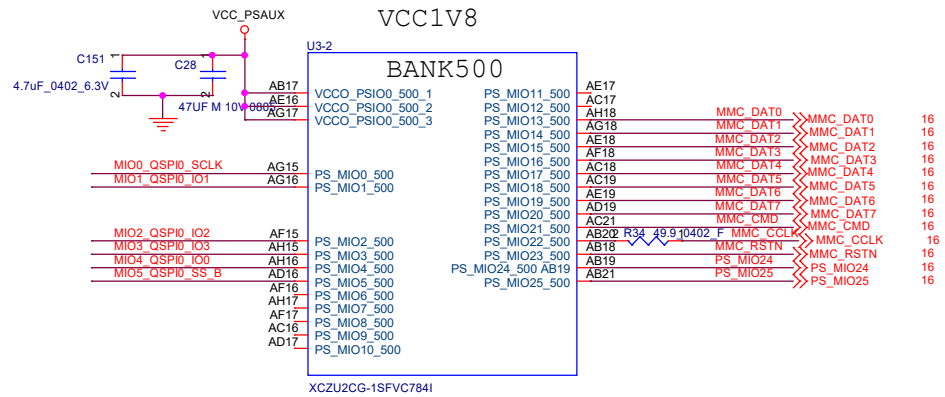 VCC_PSAUX
VCC1V8
U3-2
BANK500
C151
1
2
4.7uF_0402_6.3V
C28
1
2
47UF M 10V 0805
AB17 VCCO_PSIO0_500_1
AE16 VCCO_PSIO0_500_2
AG17 VCCO_PSIO0_500_3
MIO0_QSPI0_SCLK AG15 PS_MIO0_500
MIO1_QSPI0_IO1 AG16 PS_MIO1_500
MIO2_QSPI0_IO2 AF15 PS_MIO2_500
MIO3_QSPI0_IO3 AH15 PS_MIO3_500
MIO4_QSPI0_IO0 AH16 PS_MIO4_500
MIO5_QSPI0_SS_B AD16 PS_MIO5_500
AF16 PS_MIO6_500
AH17 PS_MIO7_500
AF17 PS_MIO8_500
AC16 PS_MIO9_500
AD17 PS_MIO10_500
PS_MIO11_500 AE17
PS_MIO12_500 AC17
PS_MIO13_500 AH18 MMC_DAT0 MMC_DAT0 16
PS_MIO14_500 AG18 MMC_DAT1 MMC_DAT1 16
PS_MIO15_500 AE18 MMC_DAT2 MMC_DAT2 16
PS_MIO16_500 AF18 MMC_DAT3 MMC_DAT3 16
PS_MIO17_500 AC18 MMC_DAT4 MMC_DAT4 16
PS_MIO18_500 AC19 MMC_DAT5 MMC_DAT5 16
PS_MIO19_500 AE19 MMC_DAT6 MMC_DAT6 16
PS_MIO20_500 AD19 MMC_DAT7 MMC_DAT7 16
PS_MIO21_500 AC21 MMC_CMD MMC_CMD 16
PS_MIO22_500 AB20 2 R34 49.9 0402_F 1 MMC_CCLK MMC_CCLK 16
PS_MIO23_500 AB18 MMC_RSTN MMC_RSTN 16
PS_MIO24_500 AB19 AB19 PS_MIO24 PS_MIO24 16
PS_MIO25_500 AB21 PS_MIO25 PS_MIO25 16
XCZU2CG-1SFVC784I